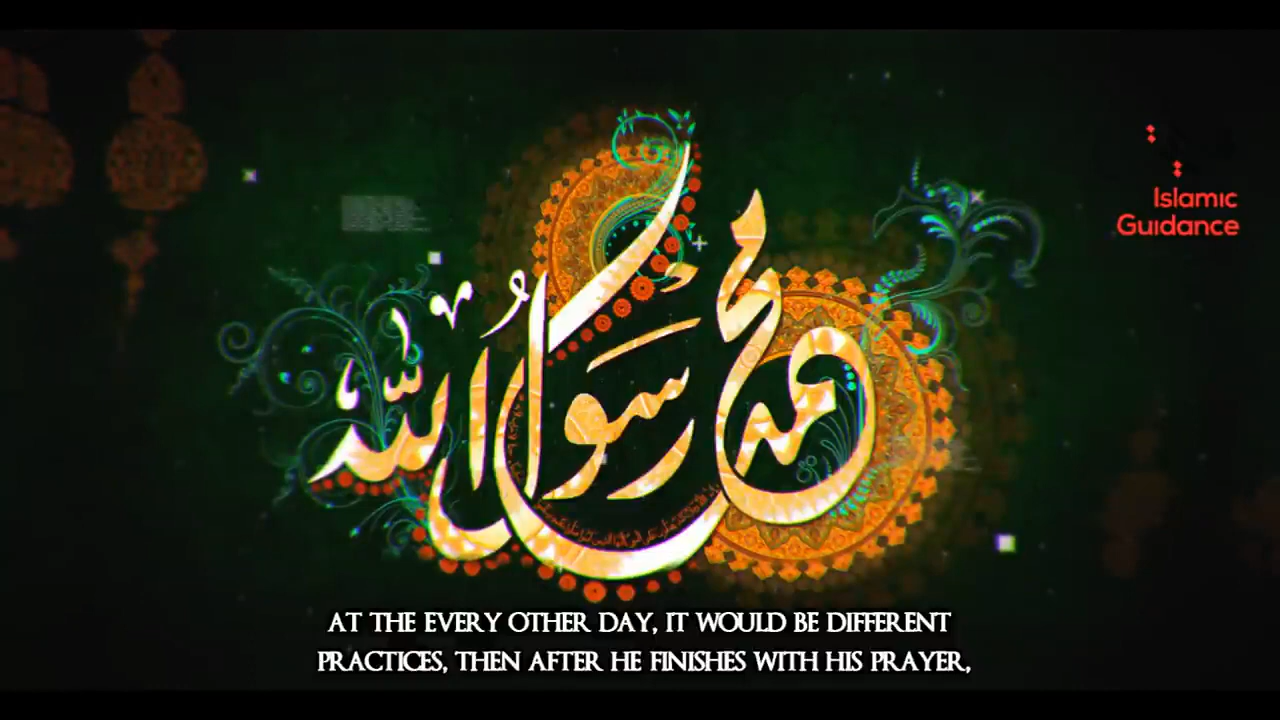 محمد رسول الله
Islamic
Guidance
AT THE EVERY OTHER DAY, IT WOULD BE DIFFERENT
PRACTICES, THEN AFTER HE FINISHES WITH HIS PRAYER,